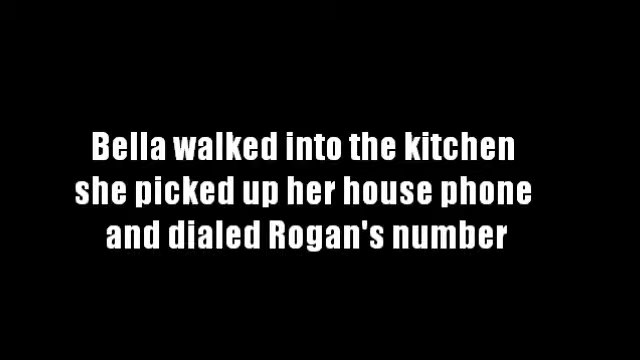 Bella walked into the kitchen
she picked up her house phone
and dialed Rogan's number